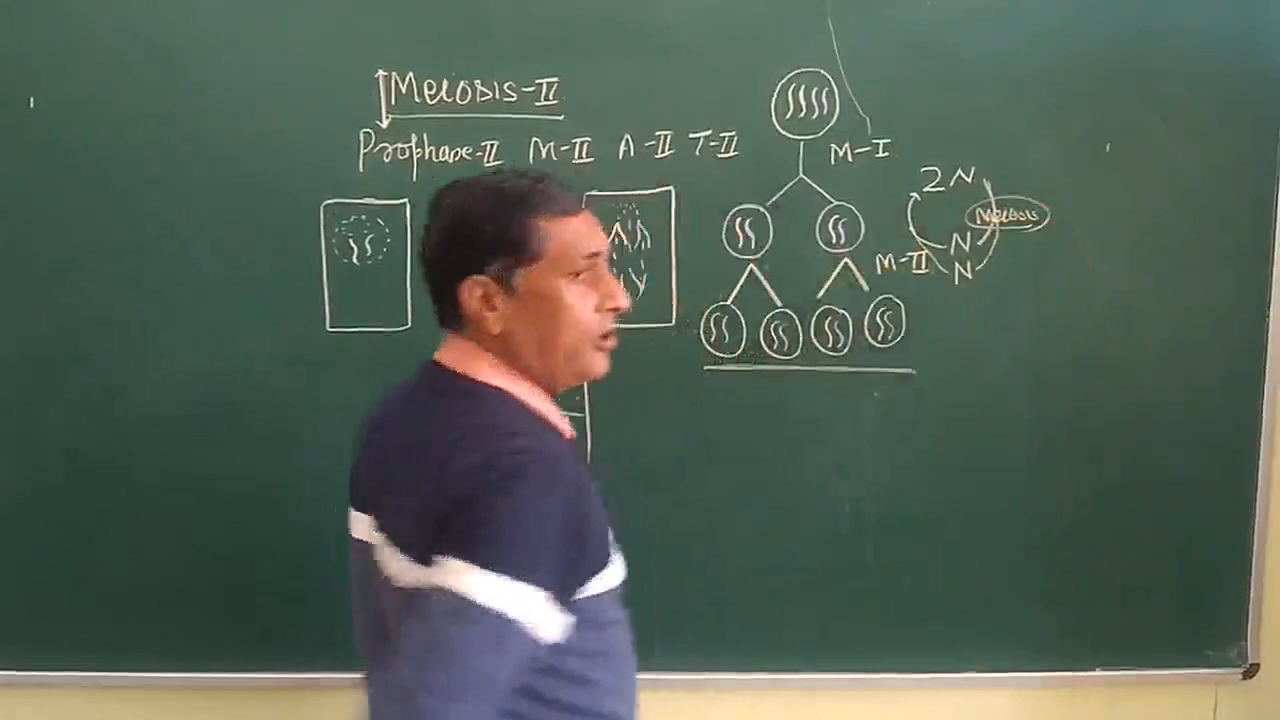 Meiosis-II
Prophase-II M-II A-II T-II
M-I
2N
Meiosis
N
M-II
N